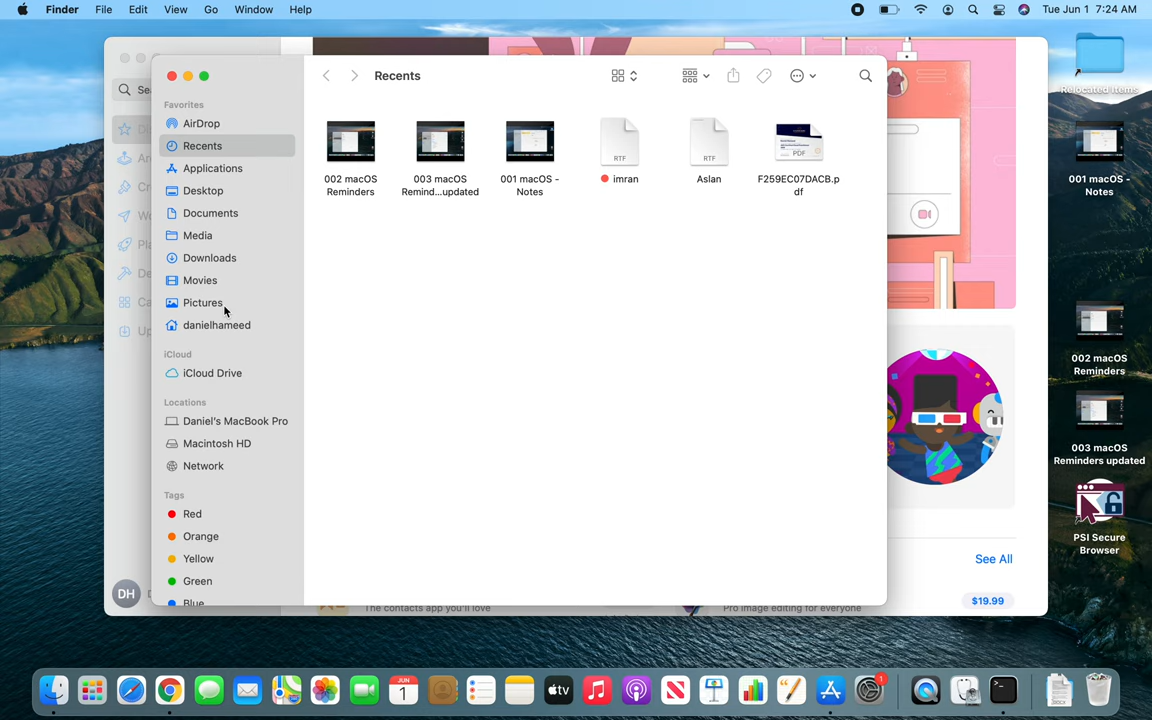 Finder File Edit View Go Window Help Tue Jun 1 7:24 AM
Recents
Favorites
AirDrop
Recents
Applications
Desktop
Documents
Media
Downloads
Movies
Pictures
danielhameed
iCloud
iCloud Drive
Locations
Daniel's MacBook Pro
Macintosh HD
Network
Tags
Red
Orange
Yellow
Green
Blue
002 macOS
Reminders
003 macOS
Remind...updated
001 macOS -
Notes
RTF
imran
RTF
Aslan
PDF
F259EC07DACB.p
df
See All
The contacts app you'll love
Pro image editing for everyone
$19.99
DH
Relocated Items
001 macOS -
Notes
002 macOS
Reminders
003 macOS
Reminders updated
PSI Secure
Browser
JUN
1
tv
1